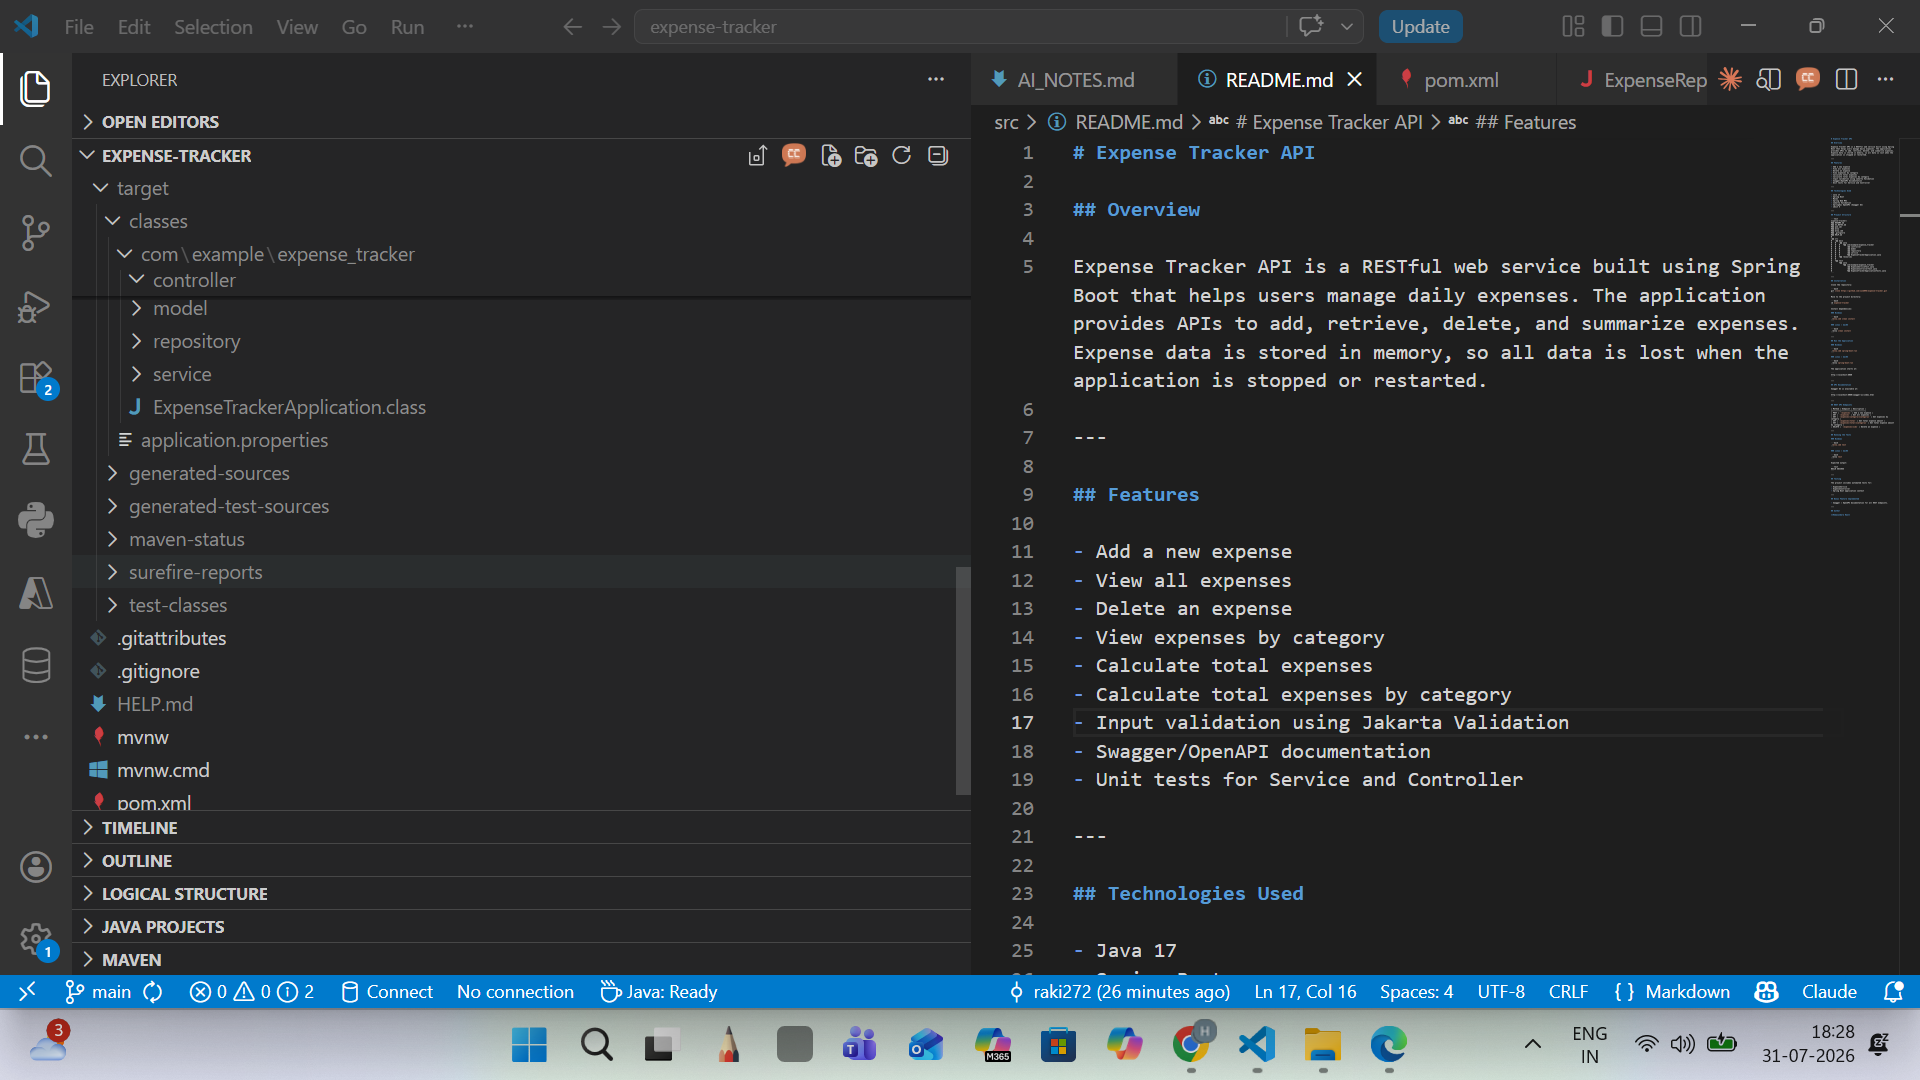 File Edit Selection View Go Run ···
expense-tracker
Update
EXPLORER
OPEN EDITORS
EXPENSE-TRACKER
target
classes
com\example\expense_tracker
controller
model
repository
service
J ExpenseTrackerApplication.class
application.properties
generated-sources
generated-test-sources
maven-status
surefire-reports
test-classes
.gitattributes
.gitignore
HELP.md
mvnw
mvnw.cmd
pom.xml
TIMELINE
OUTLINE
LOGICAL STRUCTURE
JAVA PROJECTS
MAVEN
2
1
AI_NOTES.md README.md pom.xml J ExpenseRep
CC
CC
src > README.md > abc # Expense Tracker API > abc ## Features
1 # Expense Tracker API
2
3 ## Overview
4
5 Expense Tracker API is a RESTful web service built using Spring
Boot that helps users manage daily expenses. The application
provides APIs to add, retrieve, delete, and summarize expenses.
Expense data is stored in memory, so all data is lost when the
application is stopped or restarted.
6
7 ---
8
9 ## Features
10
11 - Add a new expense
12 - View all expenses
13 - Delete an expense
14 - View expenses by category
15 - Calculate total expenses
16 - Calculate total expenses by category
17 - Input validation using Jakarta Validation
18 - Swagger/OpenAPI documentation
19 - Unit tests for Service and Controller
20
21 ---
22
23 ## Technologies Used
24
25 - Java 17
main 0 0 2 Connect No connection Java: Ready raki272 (26 minutes ago) Ln 17, Col 16 Spaces: 4 UTF-8 CRLF { } Markdown Claude
3
M365
H
ENG
IN
18:28
31-07-2026